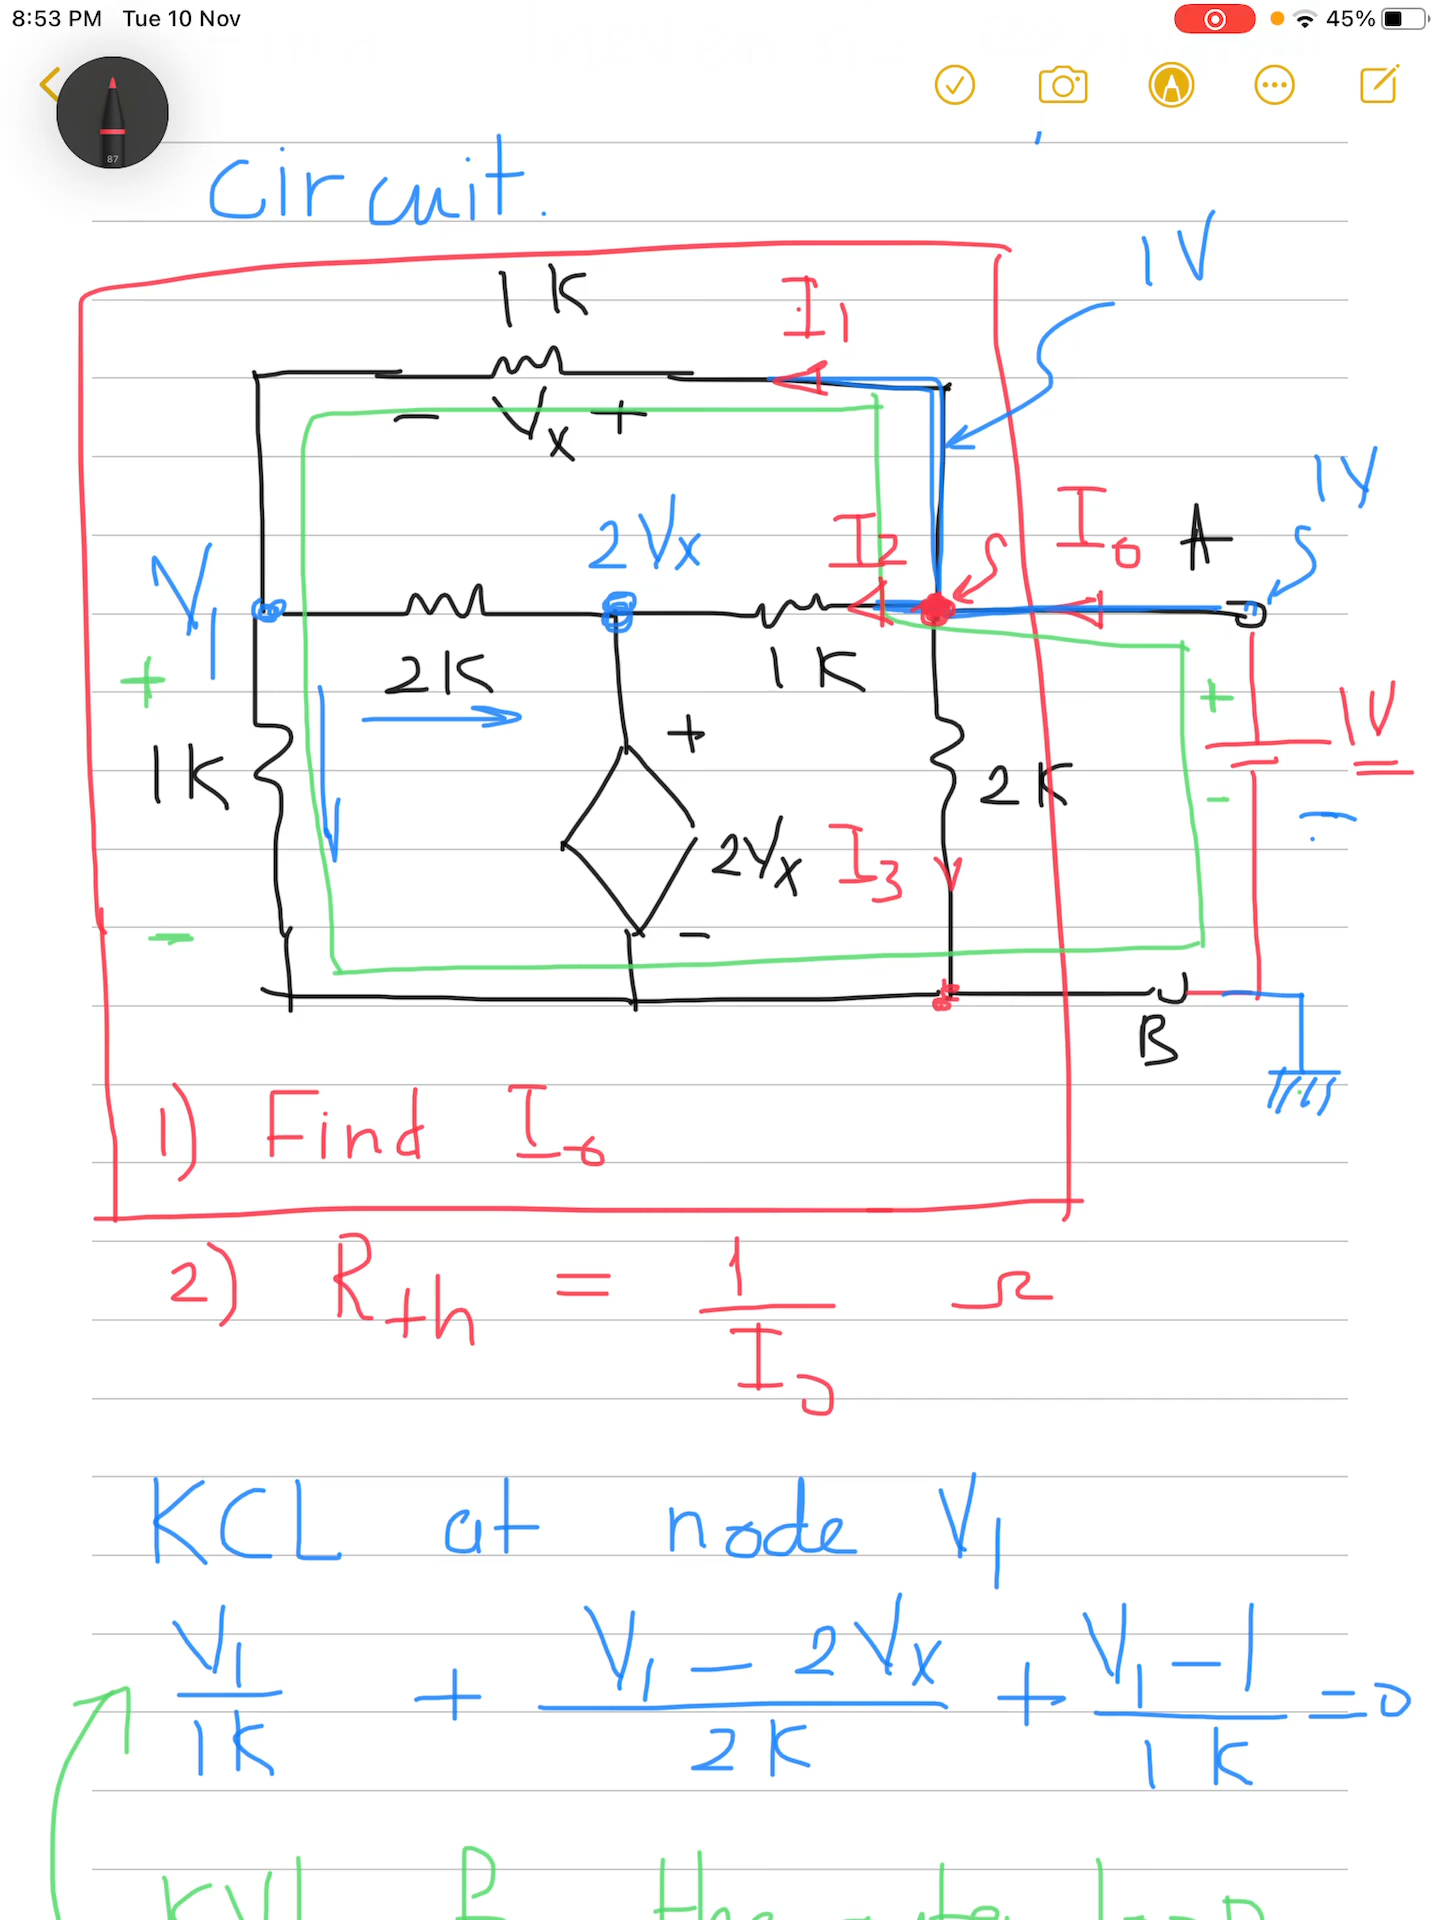 8:53 PM Tue 10 Nov 45%
87
Circuit.
1V
1K
I1
- Vx +
1V
2Vx
I2
I0
A
V1
2K
1K
+
+
1V
+
1K
2K
-
2Vx
I3
-
-
-
B
1) Find I0
2) Rth = 1/I0 Ω
KCL at node V1
V1/1K + (V1 - 2Vx)/2K + (V1 - 1)/1K = 0